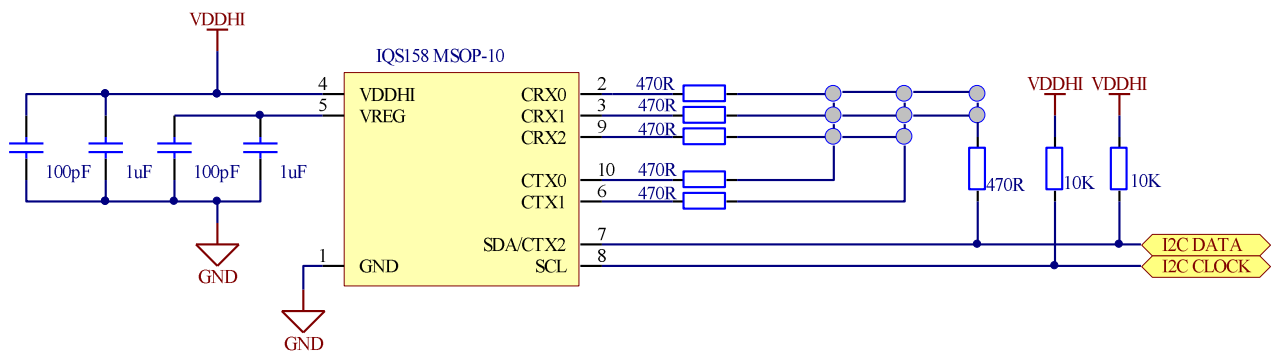 VDDHI
IQS158 MSOP-10
4 VDDHI
5 VREG
1 GND
CRX0 2 470R
CRX1 3 470R
CRX2 9 470R
CTX0 10 470R
CTX1 6 470R
SDA/CTX2 7
SCL 8
100pF 1uF 100pF 1uF
GND
GND
VDDHI VDDHI
470R 10K 10K
I2C DATA
I2C CLOCK